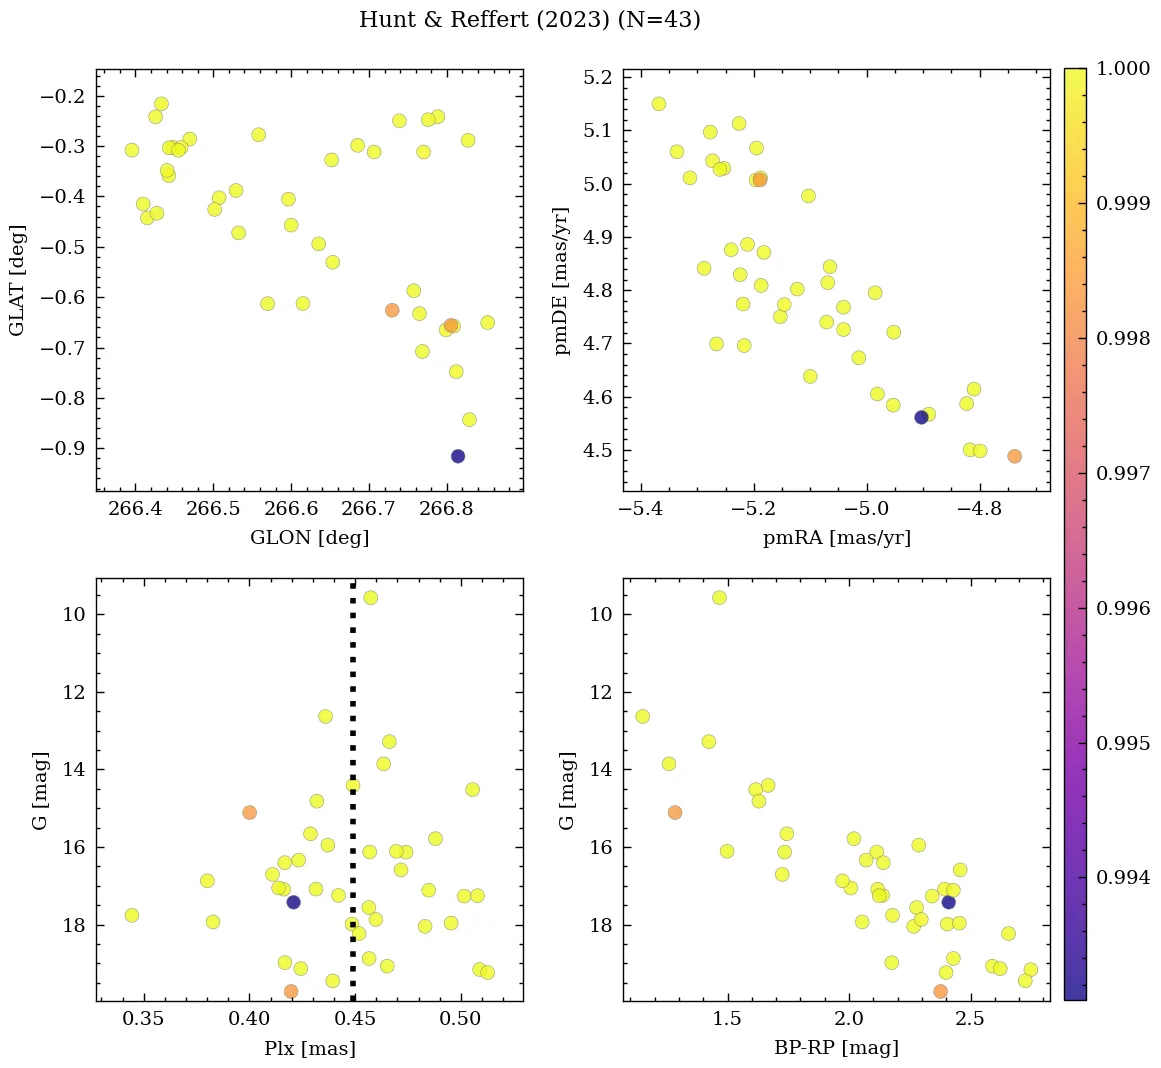 Hunt & Reffert (2023) (N=43)
−0.2
−0.3
−0.4
−0.5
−0.6
−0.7
−0.8
−0.9
GLAT [deg]
266.4 266.5 266.6 266.7 266.8
GLON [deg]
5.2
5.1
5.0
4.9
4.8
4.7
4.6
4.5
pmDE [mas/yr]
−5.4 −5.2 −5.0 −4.8
pmRA [mas/yr]
10
12
14
16
18
G [mag]
0.35 0.40 0.45 0.50
Plx [mas]
10
12
14
16
18
G [mag]
1.5 2.0 2.5
BP-RP [mag]
1.000
0.999
0.998
0.997
0.996
0.995
0.994